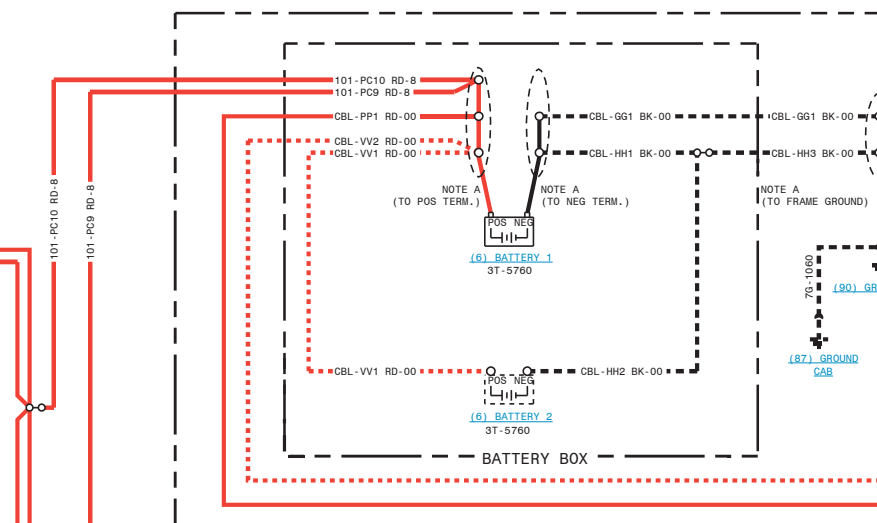 101-PC10 RD-8
101-PC9 RD-8
CBL-PP1 RD-00
CBL-GG1 BK-00
CBL-GG1 BK-00
CBL-VV2 RD-00
CBL-VV1 RD-00
CBL-HH1 BK-00
CBL-HH3 BK-00
101-PC10 RD-8
101-PC9 RD-8
NOTE A
(TO POS TERM.)
NOTE A
(TO NEG TERM.)
NOTE A
(TO FRAME GROUND)
POS NEG
(6) BATTERY 1
3T-5760
7G-1060
(90) GR
(87) GROUND
CAB
CBL-VV1 RD-00
CBL-HH2 BK-00
POS NEG
(6) BATTERY 2
3T-5760
BATTERY BOX